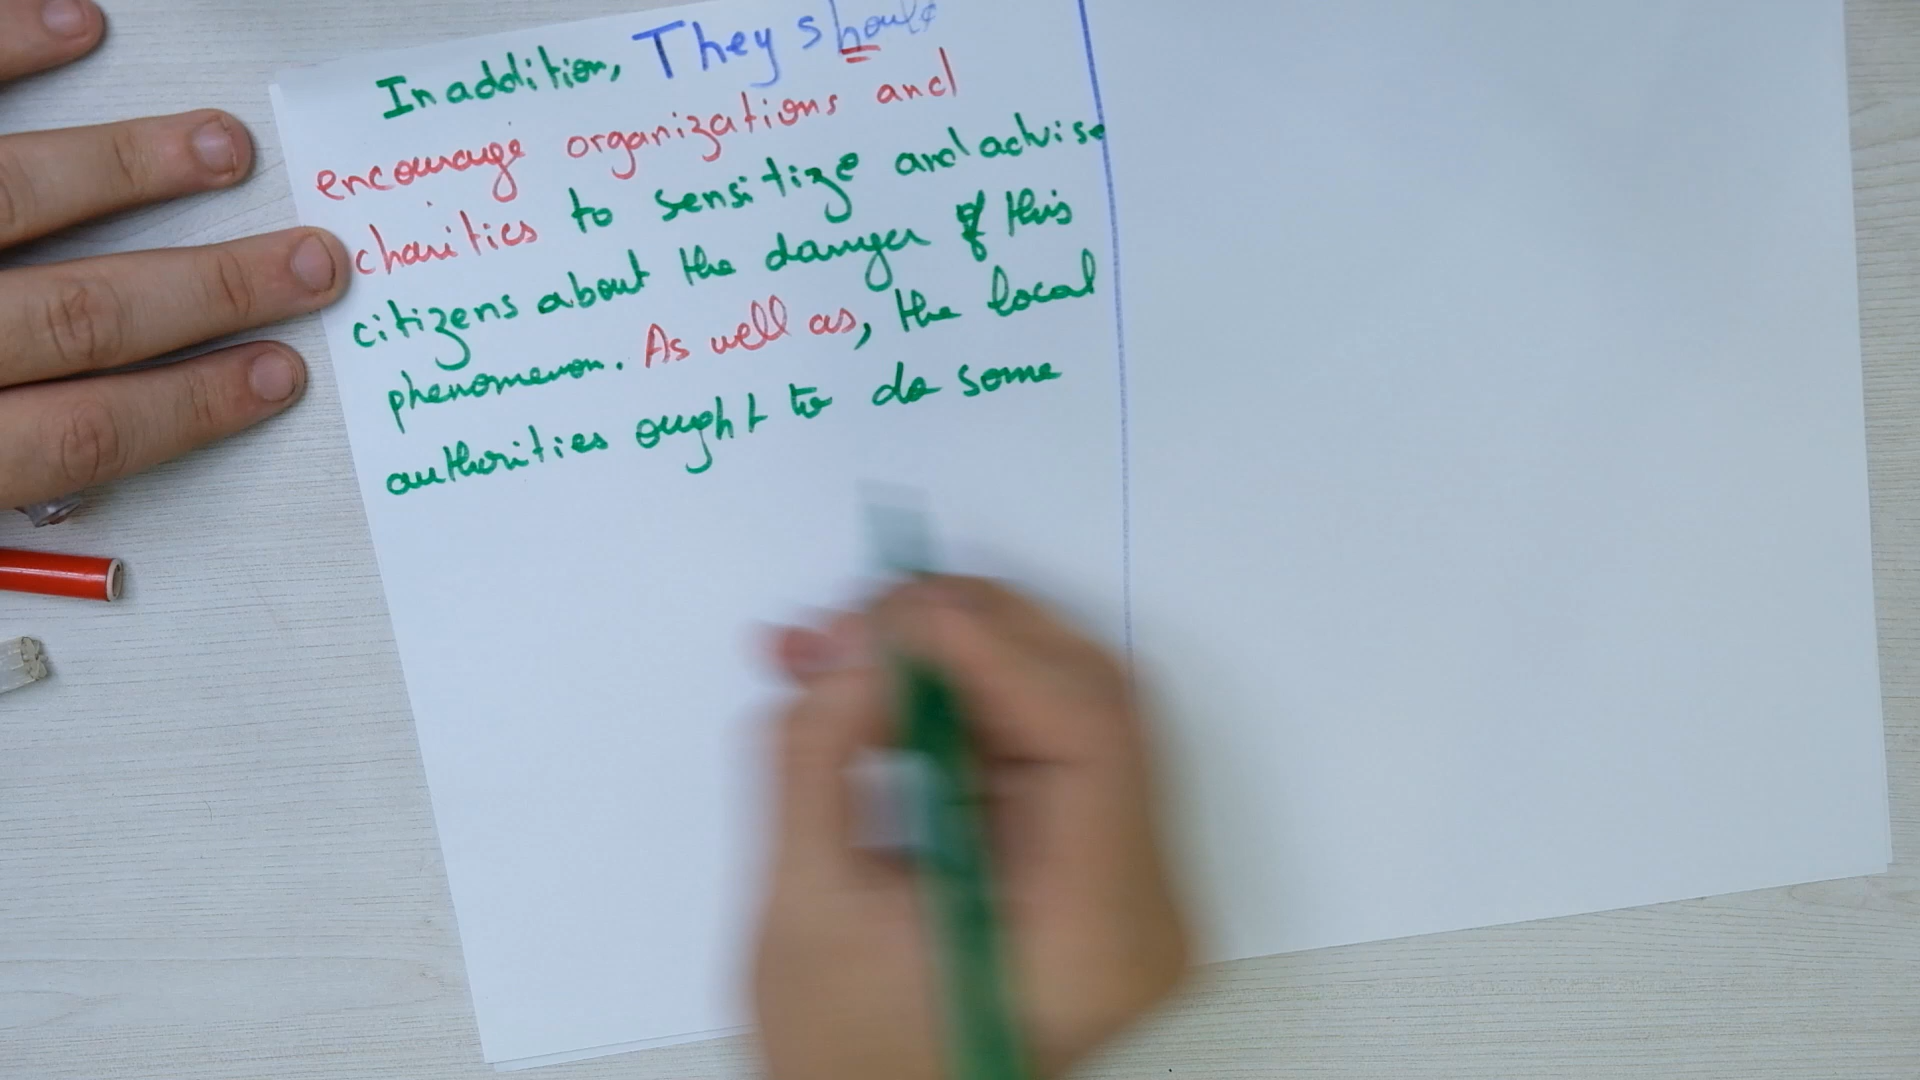 In addition, They should
encourage organizations and
charities to sensitize and advise
citizens about the danger of this
phenomenon. As well as, the local
authorities ought to do some